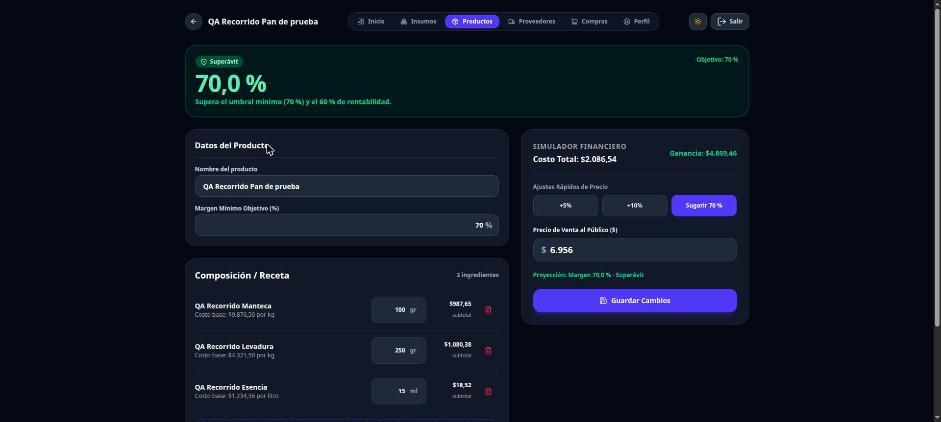 QA Recorrido Pan de prueba
Inicio
Insumos
Productos
Proveedores
Compras
Perfil
Salir
Superávit
Objetivo: 70 %
70,0 %
Supera el umbral mínimo (70 %) y el 60 % de rentabilidad.
Datos del Producto
Nombre del producto
QA Recorrido Pan de prueba
Margen Mínimo Objetivo (%)
70 %
Composición / Receta
3 ingredientes
QA Recorrido Manteca
Costo base: $9.876,50 por kg
100 gr
$987,65
subtotal
QA Recorrido Levadura
Costo base: $4.321,50 por kg
250 gr
$1.080,38
subtotal
QA Recorrido Esencia
Costo base: $1.234,56 por litro
15 ml
$18,52
subtotal
SIMULADOR FINANCIERO
Costo Total: $2.086,54
Ganancia: $4.869,46
Ajustes Rápidos de Precio
+5%
+10%
Sugerir 70 %
Precio de Venta al Público ($)
$ 6.956
Proyección: Margen 70,0 % · Superávit
Guardar Cambios